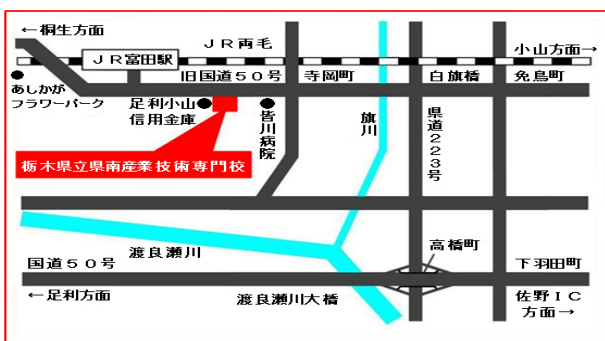 ←桐生方面
JR両毛
小山方面→
JR富田駅
旧国道50号
寺岡町
白旗橋
免鳥町
あしかが
フラワーパーク
足利小山
信用金庫
皆川病院
旗川
県道223号
栃木県立県南産業技術専門校
渡良瀬川
高橋町
国道50号
下羽田町
←足利方面
渡良瀬川大橋
佐野IC
方面→